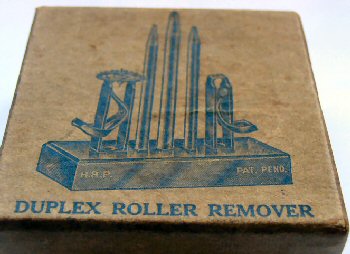 H.R.P. PAT. PEND.
DUPLEX ROLLER REMOVER